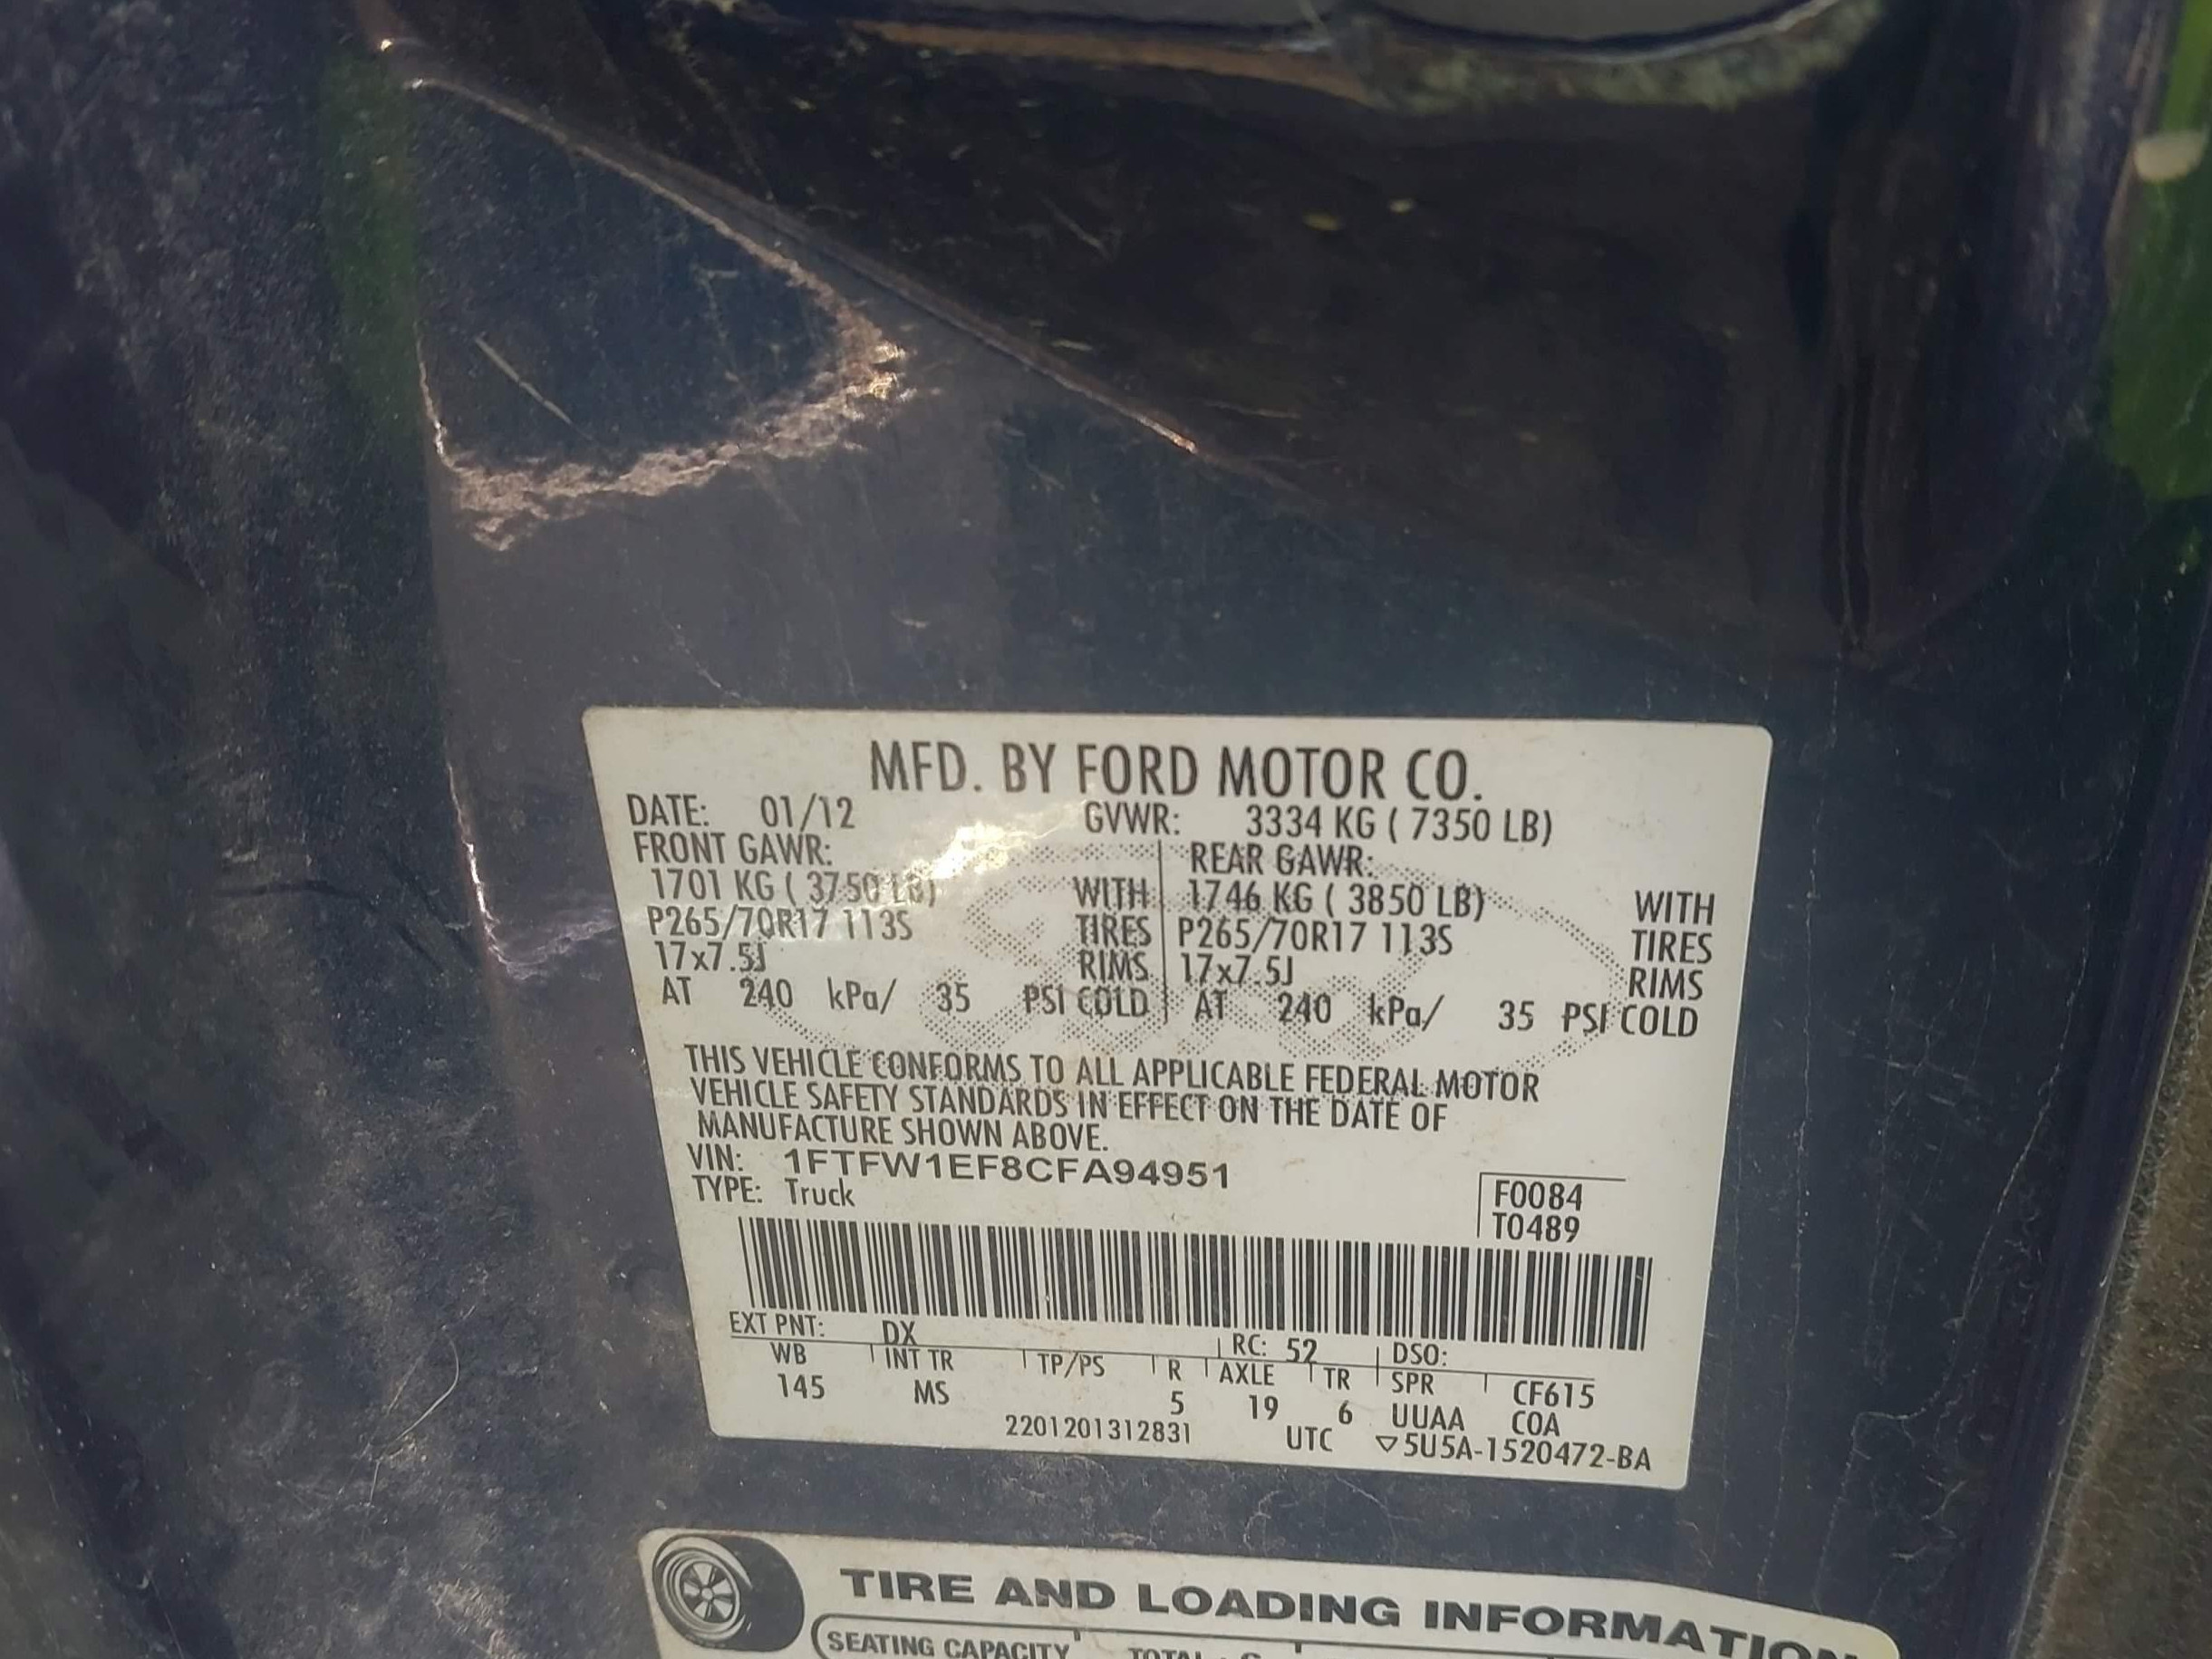 MFD. BY FORD MOTOR CO.
DATE: 01/12 GVWR: 3334 KG ( 7350 LB)
FRONT GAWR: REAR GAWR:
1701 KG ( 3750 LB) WITH 1746 KG ( 3850 LB) WITH
P265/70R17 113S TIRES P265/70R17 113S TIRES
17x7.5J RIMS 17x7.5J RIMS
AT 240 kPa/ 35 PSI COLD AT 240 kPa/ 35 PSI COLD
THIS VEHICLE CONFORMS TO ALL APPLICABLE FEDERAL MOTOR
VEHICLE SAFETY STANDARDS IN EFFECT ON THE DATE OF
MANUFACTURE SHOWN ABOVE.
VIN: 1FTFW1EF8CFA94951
TYPE: Truck
F0084
T0489
EXT PNT: DX RC: 52 DSO:
WB INT TR TP/PS R AXLE TR SPR CF615
145 MS 5 19 6 UUAA COA
2201201312831 UTC ▽5U5A-1520472-BA
TIRE AND LOADING INFORMATION
SEATING CAPACITY TOTAL